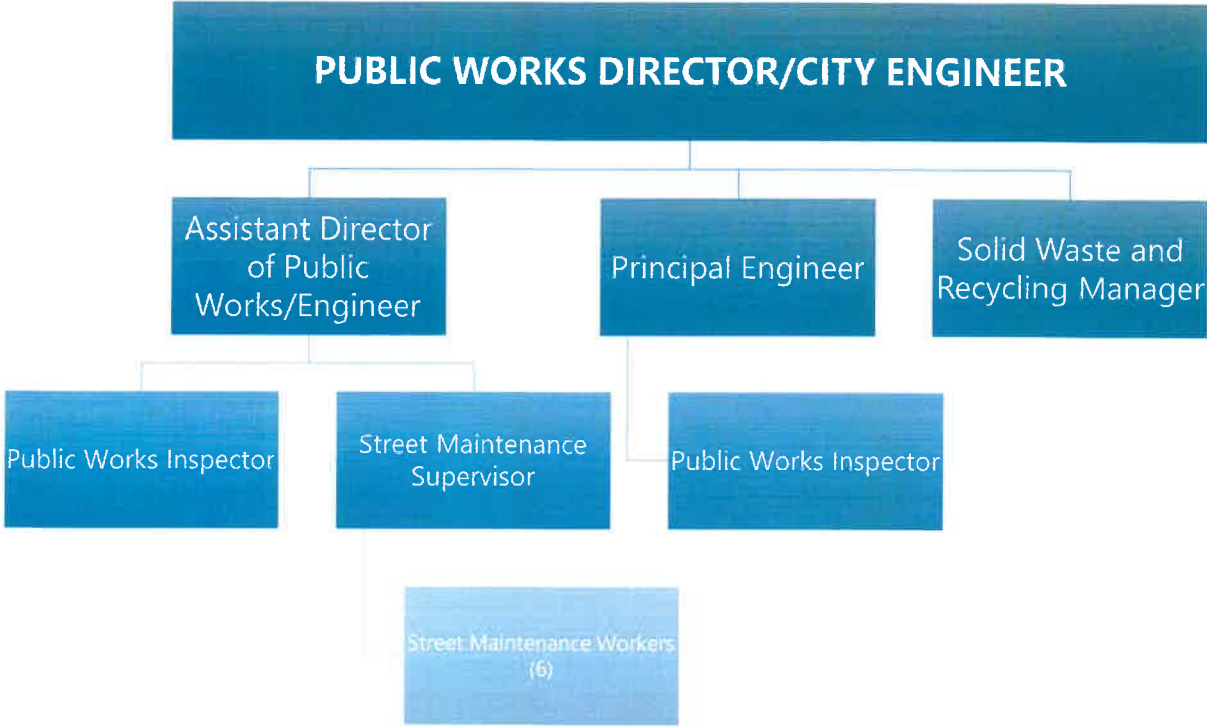 PUBLIC WORKS DIRECTOR/CITY ENGINEER
Assistant Director
of Public
Works/Engineer
Principal Engineer
Solid Waste and
Recycling Manager
Public Works Inspector
Street Maintenance
Supervisor
Public Works Inspector
Street Maintenance Workers
(6)